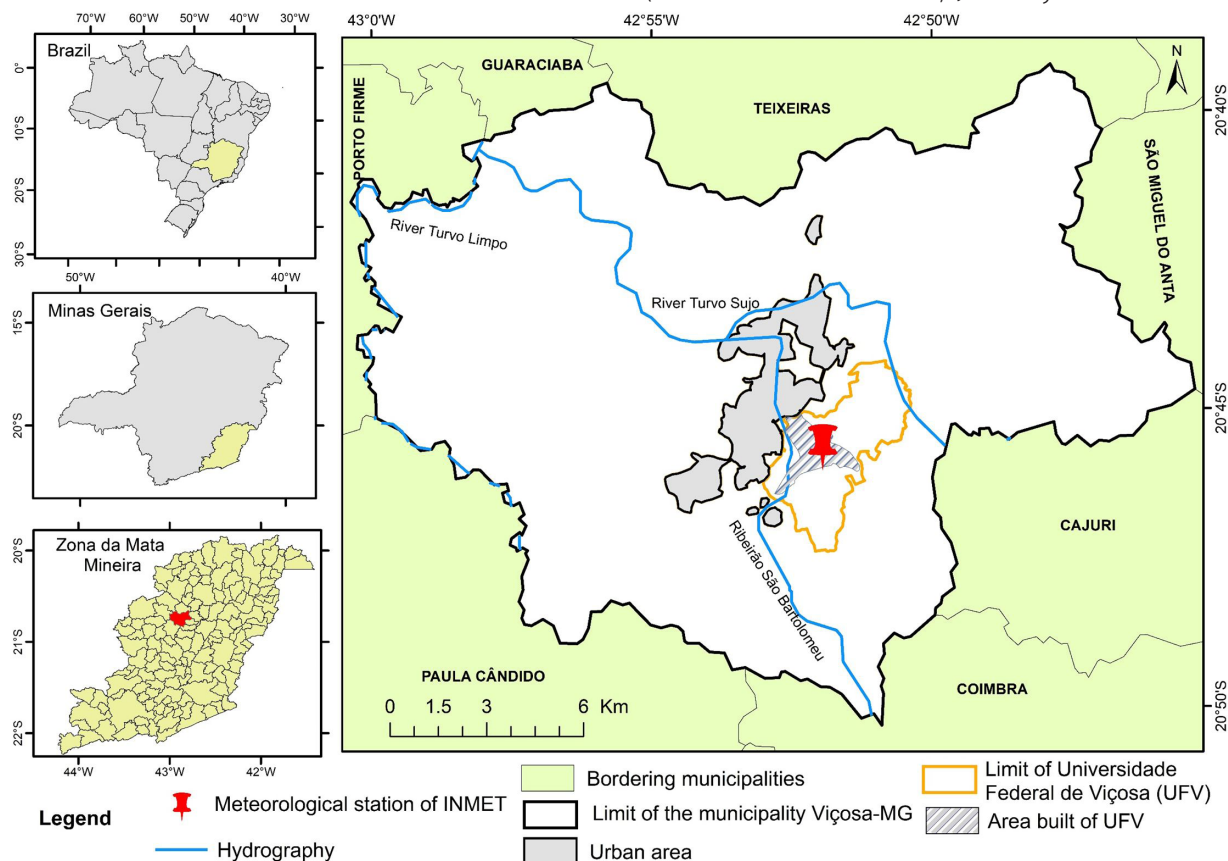 70°W 60°W 50°W 40°W 30°W
Brazil
0°
10°S
20°S
30°S
50°W 40°W
Minas Gerais
15°S
20°S
Zona da Mata
Mineira
20°S
21°S
22°S
44°W 43°W 42°W
43°0'W 42°55'W 42°50'W
N
GUARACIABA
TEIXEIRAS
PORTO FIRME
SÃO MIGUEL DO ANTA
20°40'S
River Turvo Limpo
River Turvo Sujo
20°45'S
CAJURI
Ribeirão São Bartolomeu
PAULA CÂNDIDO
COIMBRA
20°50'S
0 1.5 3 6 Km
Legend
Meteorological station of INMET
Hydrography
Bordering municipalities
Limit of the municipality Viçosa-MG
Urban area
Limit of Universidade
Federal de Viçosa (UFV)
Area built of UFV